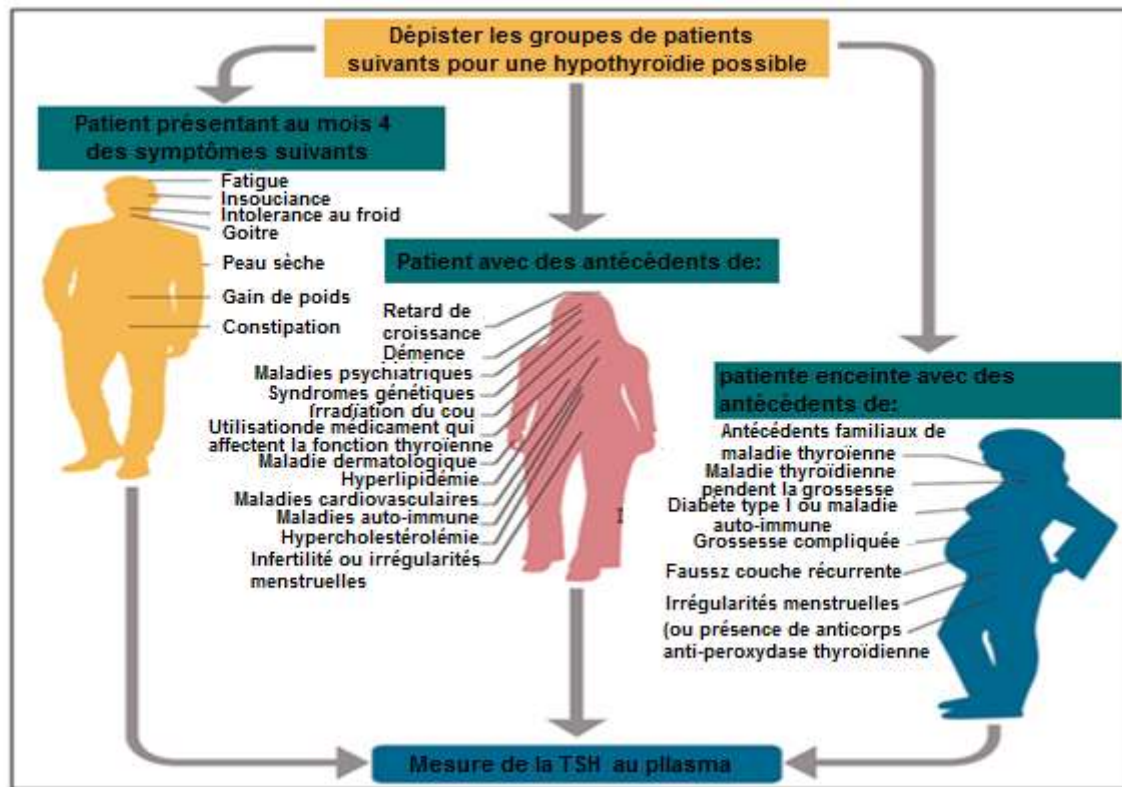 Dépister les groupes de patients
suivants pour une hypothyroïdie possible
Patient présentant au mois 4
des symptômes suivants
Fatigue
Insouciance
Intolerance au froid
Goitre
Peau sèche
Gain de poids
Constipation
Patient avec des antécèdents de:
Retard de
croissance
Démence
Maladies psychiatriques
Syndromes génétiques
Irradïation du cou
Utilisationde médicament qui
affectent la fonction thyroïenne
Maladie dermatologique
Hyperlipidémie
Maladies cardiovasculaires
Maladies auto-immune
Hypercholestérolémie
Infertilité ou irrégularités
menstruelles
patiente enceinte avec des
antécédents de:
Antécédents familiaux de
maladie thyroïenne
Maladie thyroïdienne
pendent la grossesse
Diabéte type I ou maladie
auto-immune
Grossesse compliquée
Faussz couche récurrente
Irrégularités menstruelles
(ou présence de anticorps
anti-peroxydase thyroïdienne
Mesure de la TSH au pllasma